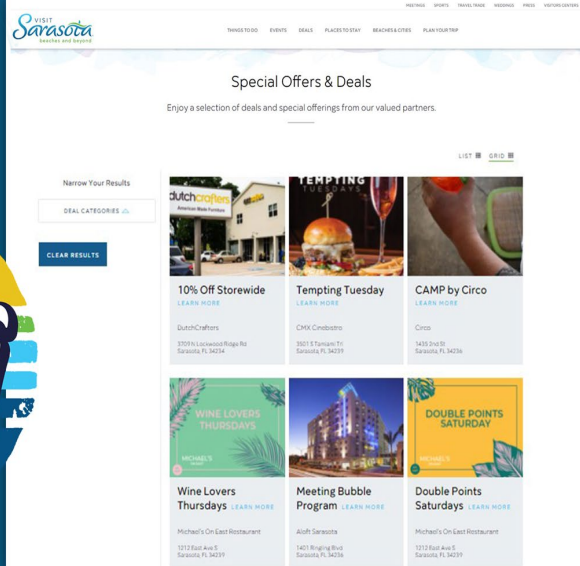 MEETINGS SPORTS TRAVEL TRADE WEDDINGS PRESS VISITORS CENTERS
VISIT
Sarasota
beaches and beyond
THINGS TO DO EVENTS DEALS PLACES TO STAY BEACHES & CITIES PLAN YOUR TRIP
Special Offers & Deals
Enjoy a selection of deals and special offerings from our valued partners.
LIST GRID
Narrow Your Results
DEAL CATEGORIES
CLEAR RESULTS
dutchcrafters
American Made Furniture
TEMPTING
TUESDAYS
10% Off Storewide
LEARN MORE
DutchCrafters
3709 N Lockwood Ridge Rd
Sarasota, FL 34234
Tempting Tuesday
LEARN MORE
CMX Cinebistro
3501 S Tamiami Trl
Sarasota, FL 34239
CAMP by Circo
LEARN MORE
Circo
1435 2nd St
Sarasota, FL 34236
WINE LOVERS
THURSDAYS
MICHAEL'S
DOUBLE POINTS
SATURDAY
MICHAEL'S
Wine Lovers
Thursdays LEARN MORE
Michael's On East Restaurant
1212 East Ave S
Sarasota, FL 34239
Meeting Bubble
Program LEARN MORE
Aloft Sarasota
1401 Ringling Blvd
Sarasota, FL 34236
Double Points
Saturdays LEARN MORE
Michael's On East Restaurant
1212 East Ave S
Sarasota, FL 34239